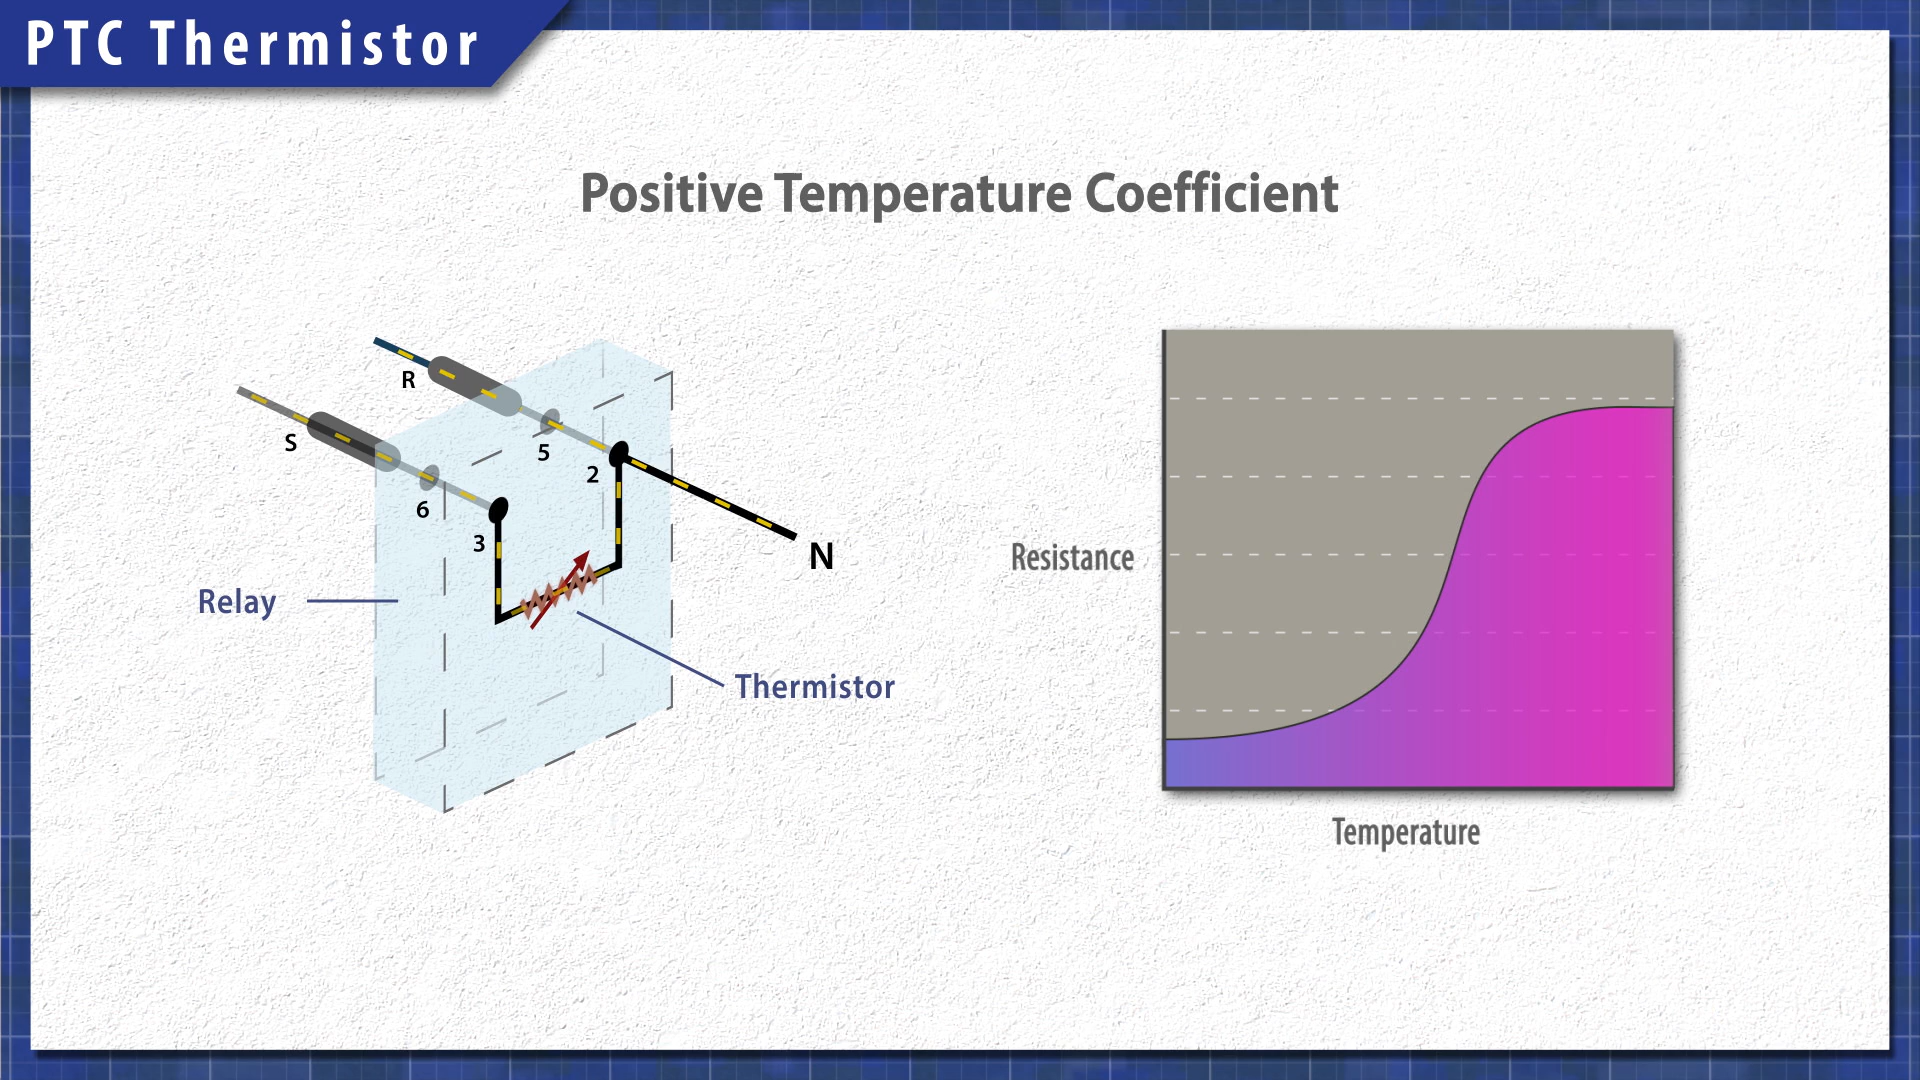 PTC Thermistor
Positive Temperature Coefficient
R
S
5
2
6
3
N
Relay
Thermistor
Resistance
Temperature